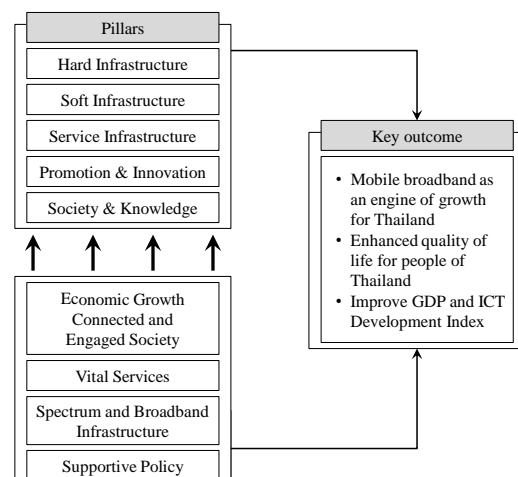 Pillars
Hard Infrastructure
Soft Infrastructure
Service Infrastructure
Promotion & Innovation
Society & Knowledge
Economic Growth
Connected and
Engaged Society
Vital Services
Spectrum and Broadband
Infrastructure
Supportive Policy
Key outcome
• Mobile broadband as
an engine of growth
for Thailand
• Enhanced quality of
life for people of
Thailand
• Improve GDP and ICT
Development Index